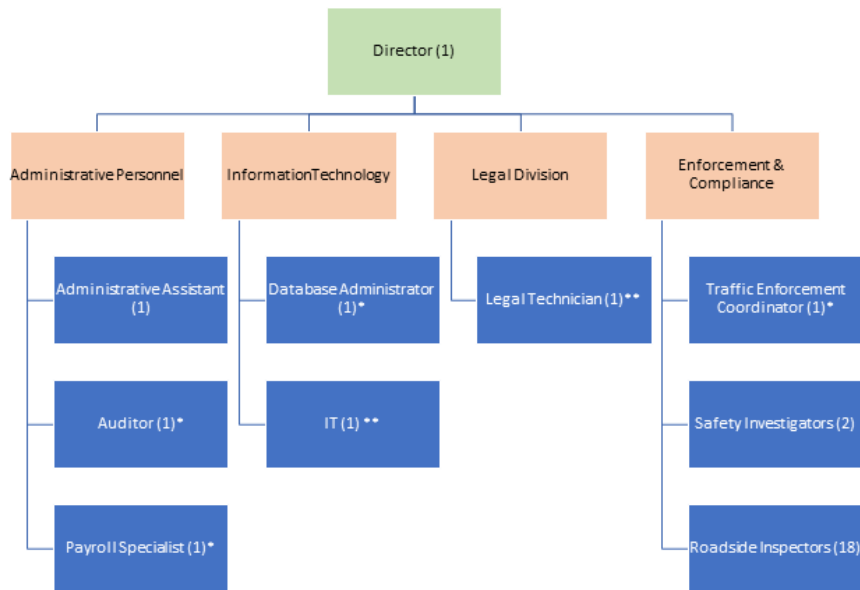 Director (1)
Administrative Personnel
InformationTechnology
Legal Division
Enforcement &
Compliance
Administrative Assistant
(1)
Database Administrator
(1)*
Legal Technician (1)**
Traffic Enforcement
Coordinator (1)*
Auditor (1)*
IT (1) **
Safety Investigators (2)
Payroll Specialist (1)*
Roadside Inspectors (18)